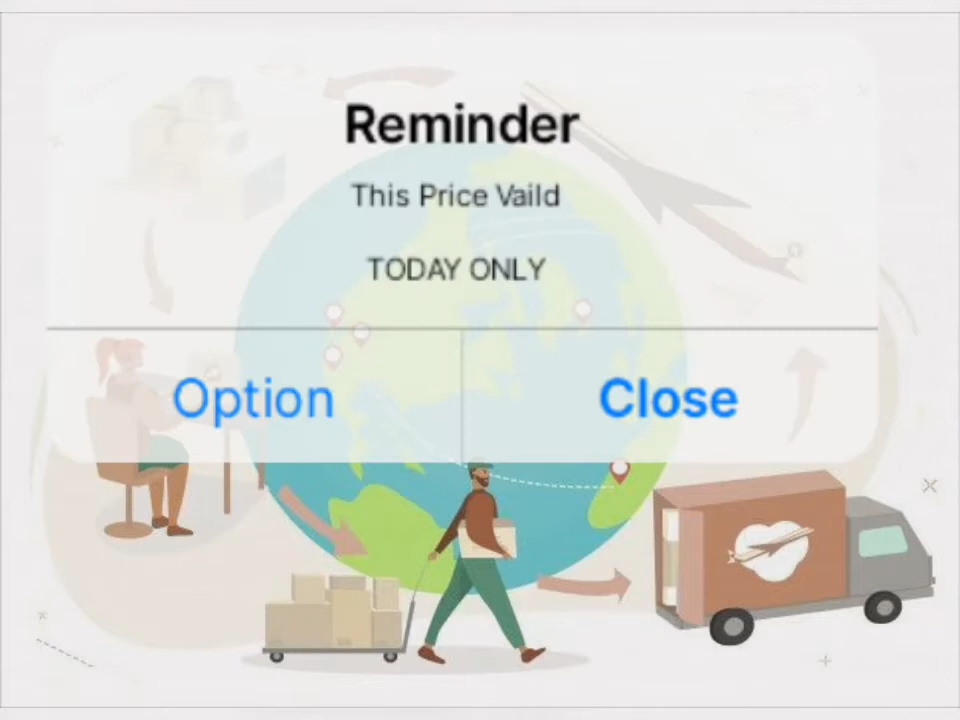 Reminder
This Price Vaild
TODAY ONLY
Option
Close